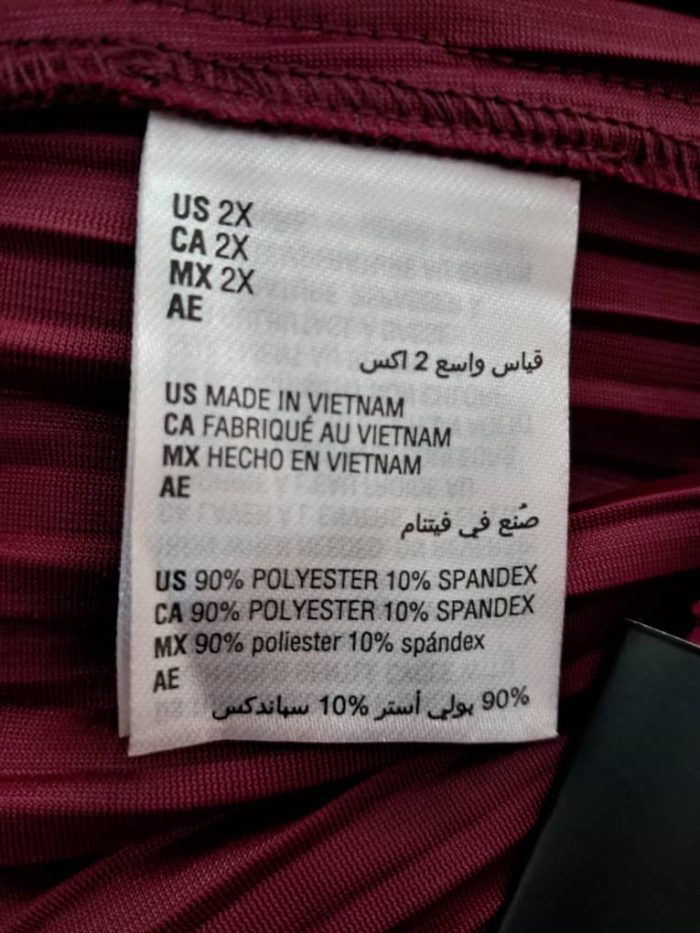 US 2X
CA 2X
MX 2X
AE
قياس واسع 2 اكس
US MADE IN VIETNAM
CA FABRIQUÉ AU VIETNAM
MX HECHO EN VIETNAM
AE
صُنع في فيتنام
US 90% POLYESTER 10% SPANDEX
CA 90% POLYESTER 10% SPANDEX
MX 90% poliester 10% spándex
AE
90% بولي أستر 10% سباندكس